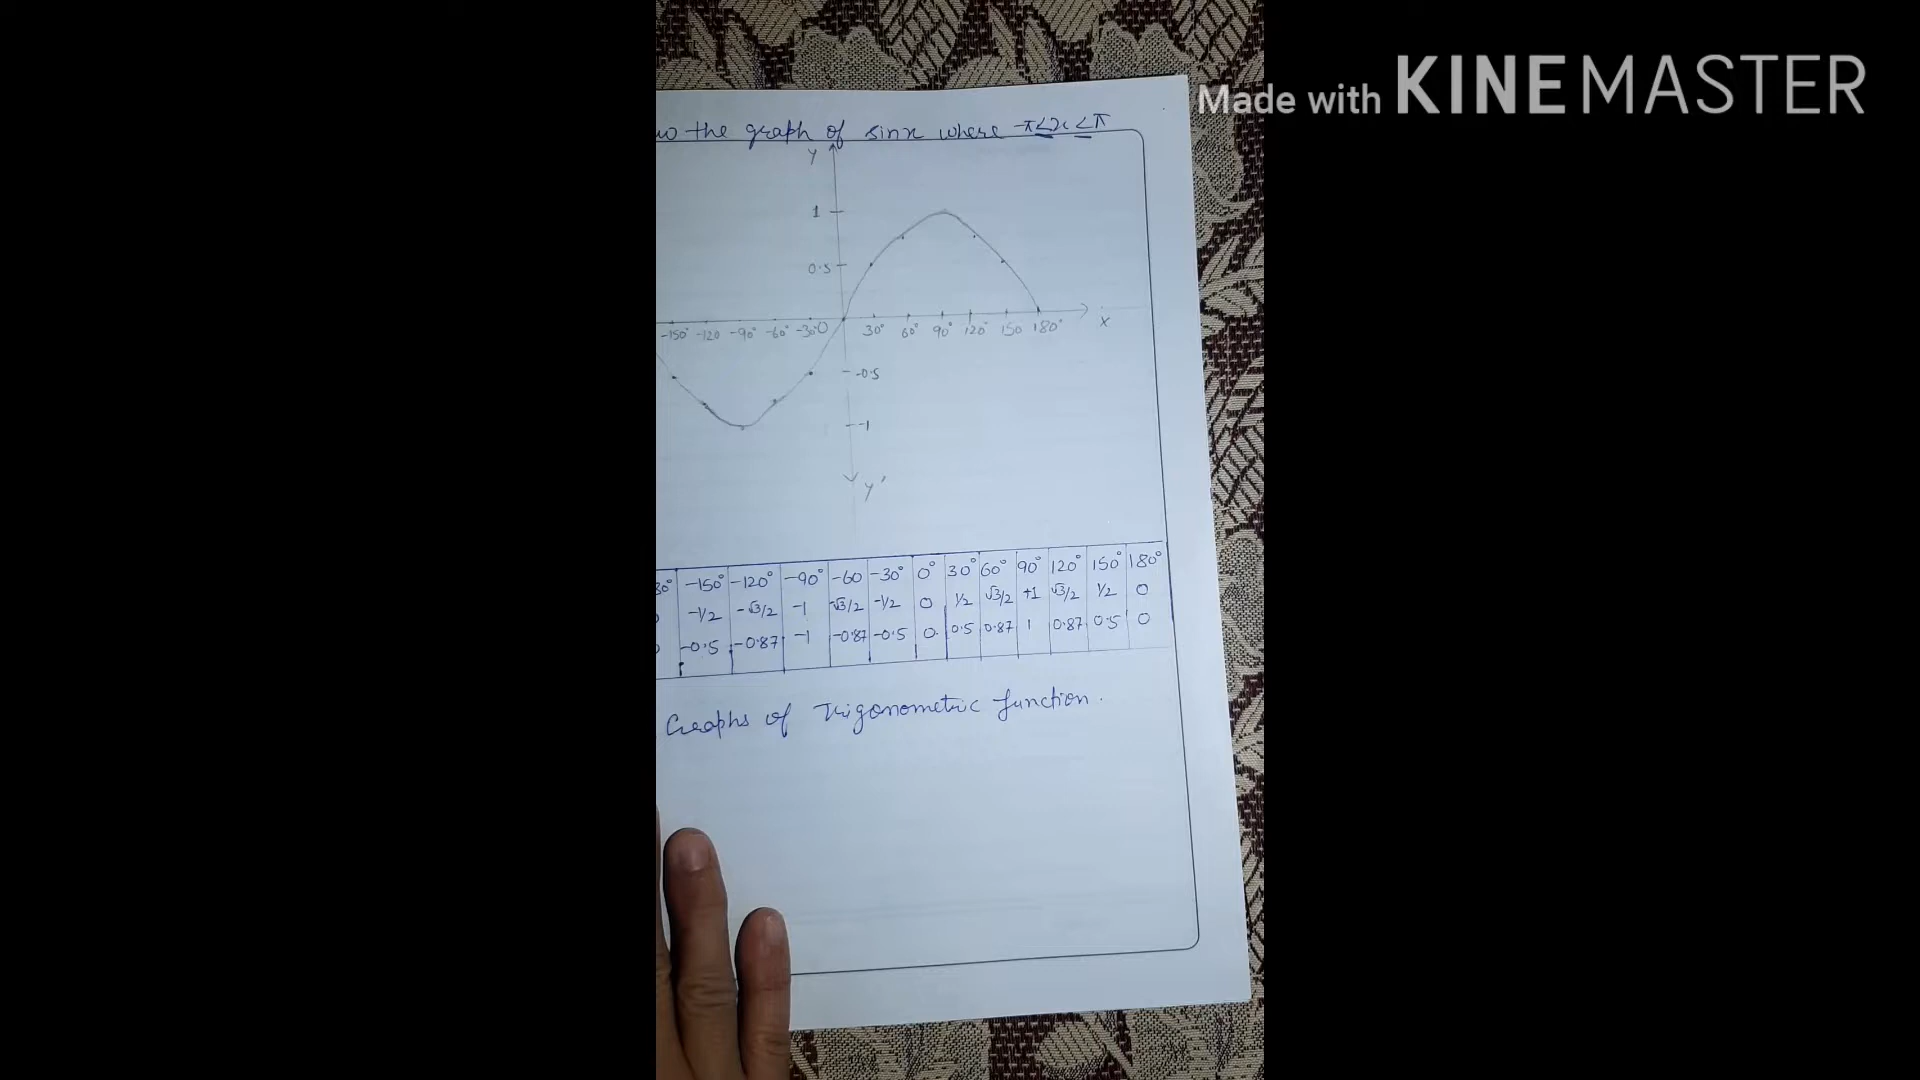 Made with KINEMASTER
the graph of sinx where -π≤x≤π
y
1
0.5
-150° -120 -90° -60° -30° 0 30° 60° 90° 120° 150 180° x
-0.5
-1
y'
80° -150° -120° -90° -60 -30° 0° 30° 60° 90° 120° 150° 180°
0 -1/2 -√3/2 -1 -√3/2 -1/2 0 1/2 √3/2 +1 √3/2 1/2 0
0 -0.5 -0.87 -1 -0.87 -0.5 0. 0.5 0.87 1 0.87 0.5 0
Graphs of Trigonometric function.